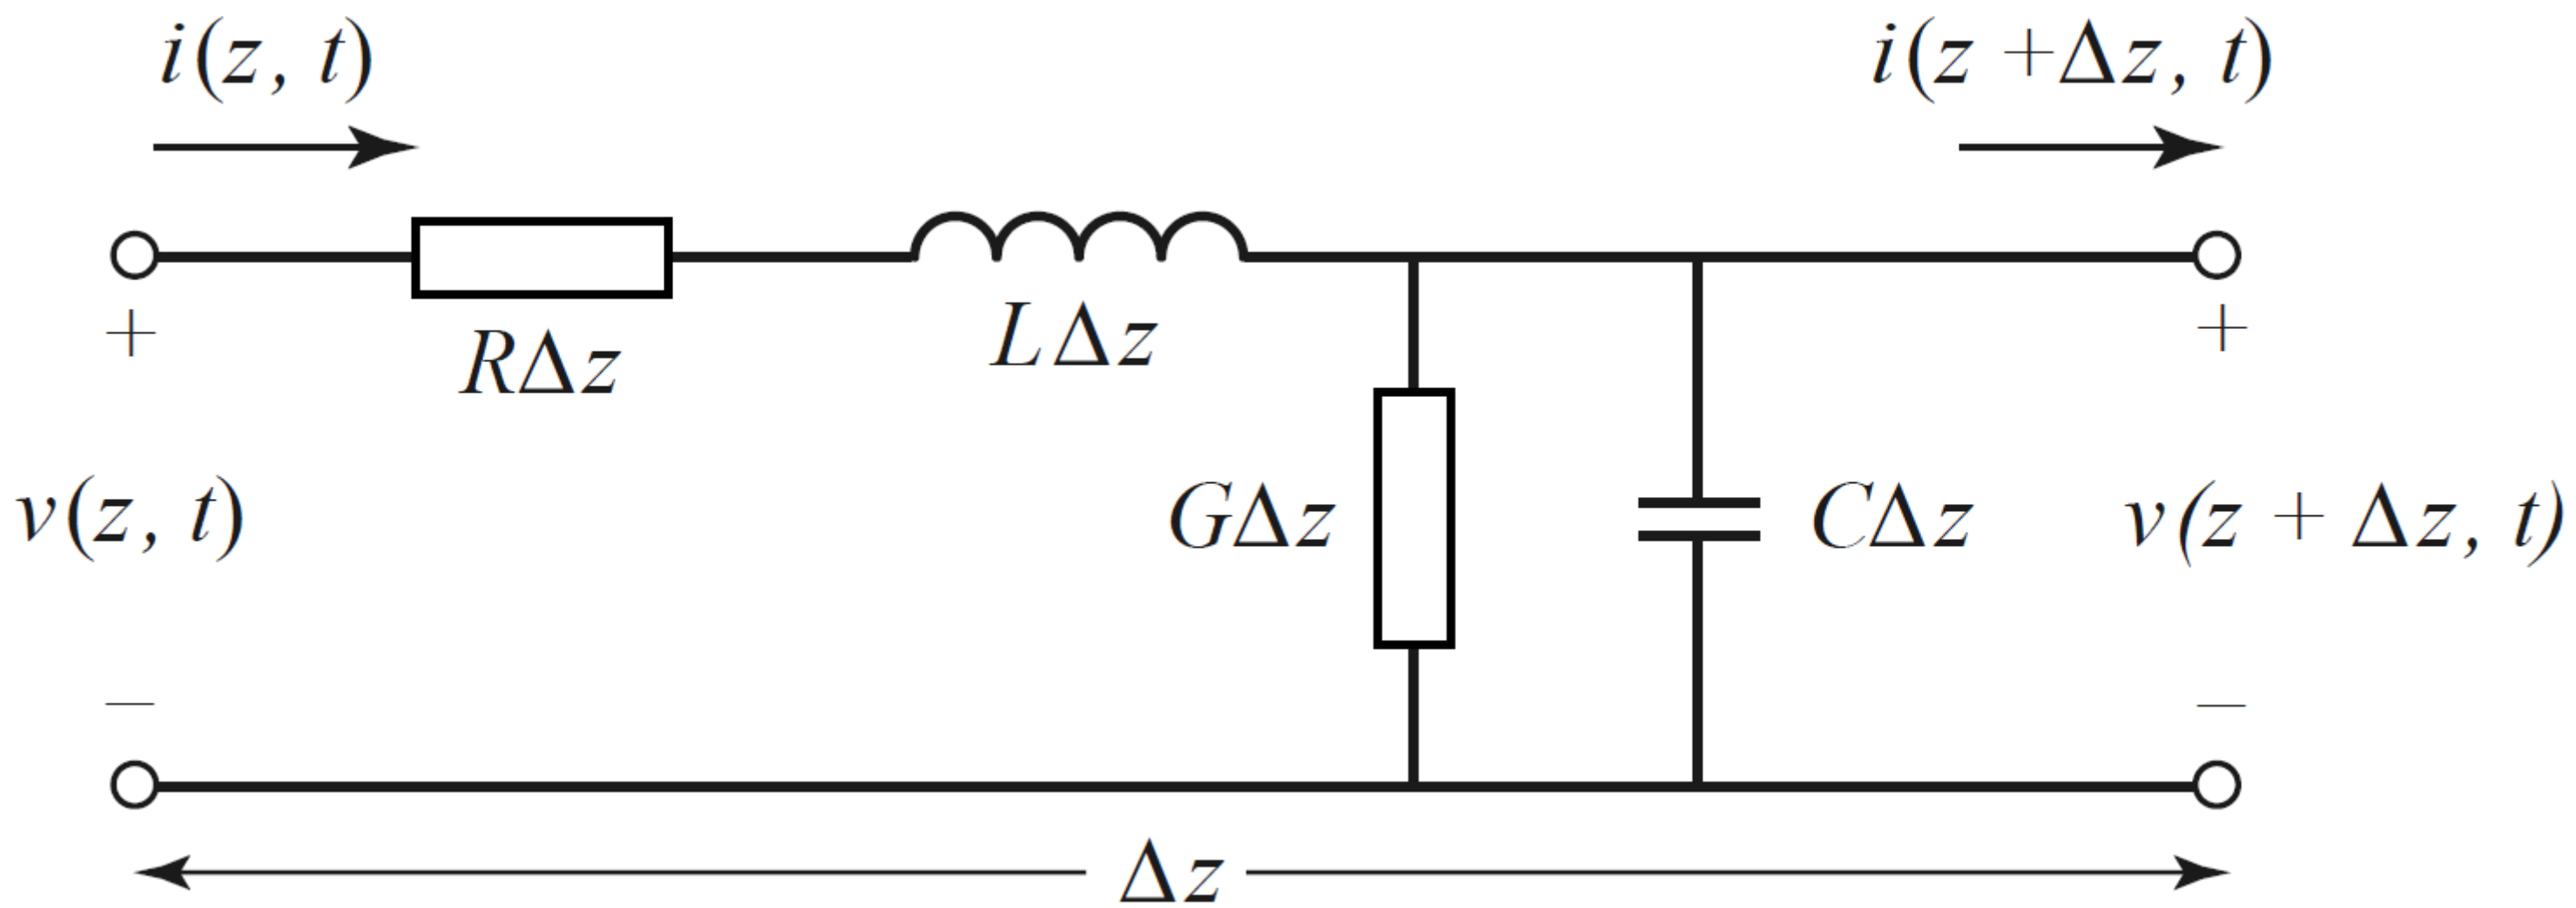 i(z, t)
i(z +Δz, t)
+
RΔz
LΔz
+
v(z, t)
GΔz
CΔz
v(z + Δz, t)
−
−
Δz